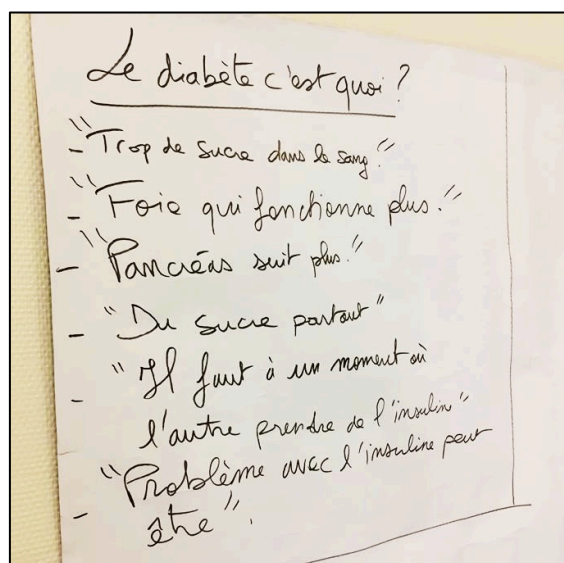 Le diabète c'est quoi ?
- "Trop de sucre dans le sang."
- "Foie qui fonctionne plus."
- "Pancréas suit plus."
- "Du sucre partout"
- "Il faut à un moment où
l'autre prendre de l'insulin"
- "Problème avec l'insuline peut
être".